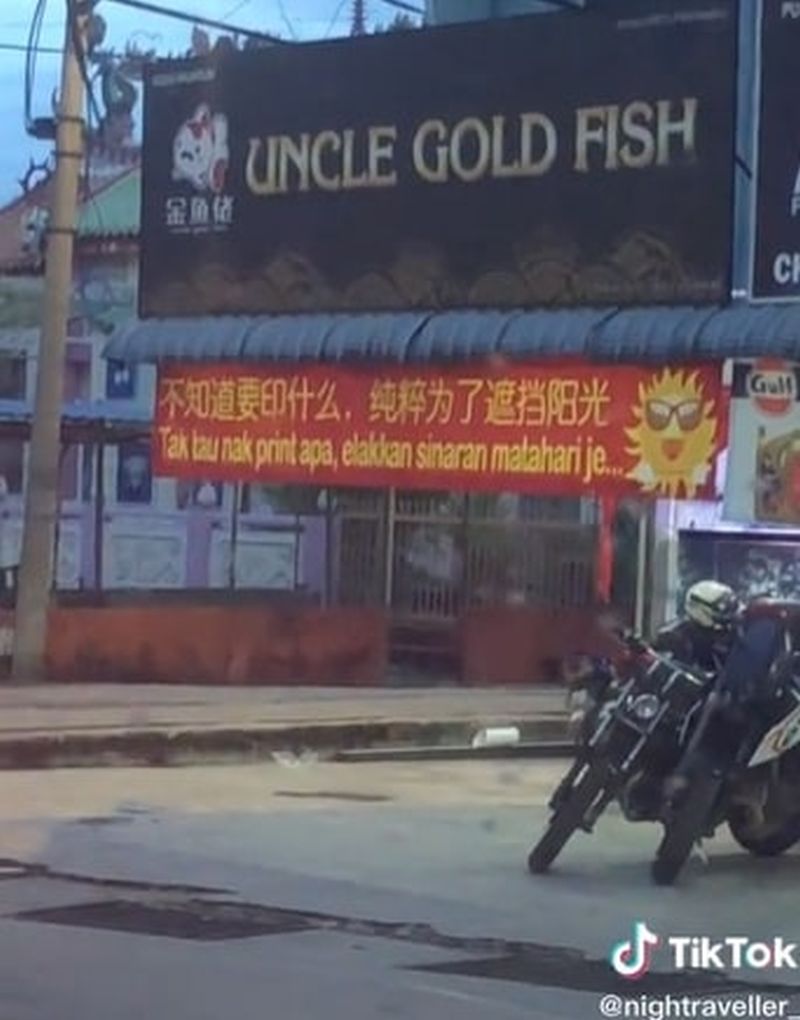 UNCLE GOLD FISH
金鱼佬
不知道要印什么，纯粹为了遮挡阳光
Tak tau nak print apa, elakkan sinaran matahari je...
Gulf
TikTok
@nightraveller_